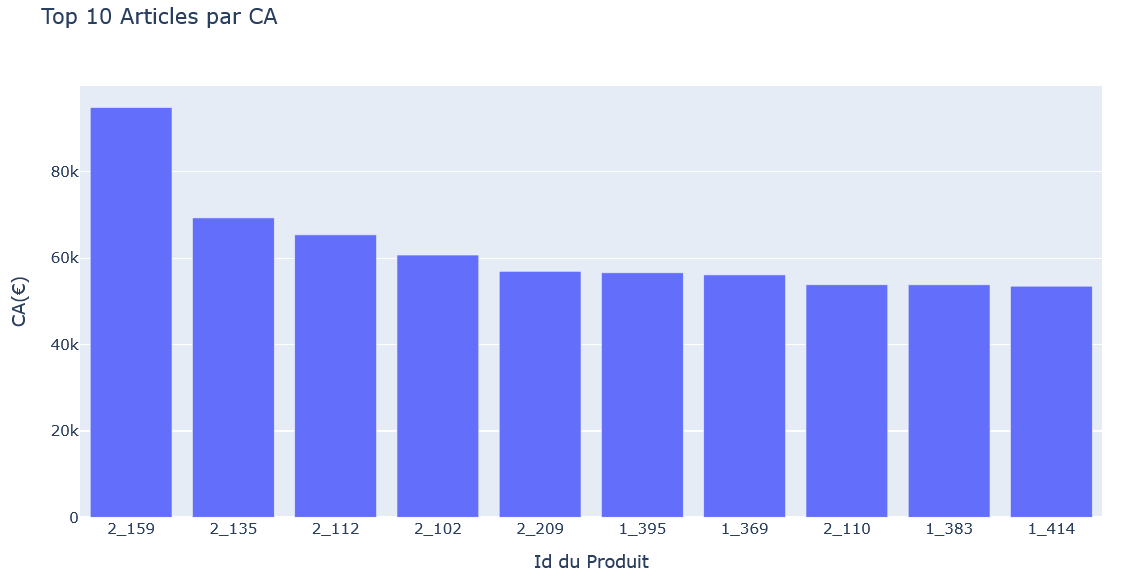 Top 10 Articles par CA
CA(€)
80k
60k
40k
20k
0
2_159 2_135 2_112 2_102 2_209 1_395 1_369 2_110 1_383 1_414
Id du Produit